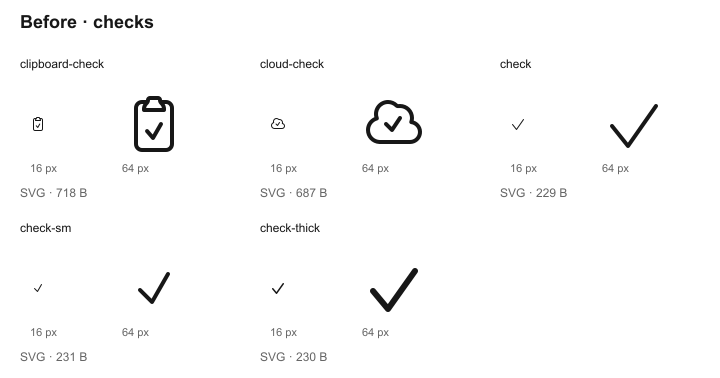 Before · checks
clipboard-check
cloud-check
check
16 px
64 px
16 px
64 px
16 px
64 px
SVG · 718 B
SVG · 687 B
SVG · 229 B
check-sm
check-thick
16 px
64 px
16 px
64 px
SVG · 231 B
SVG · 230 B